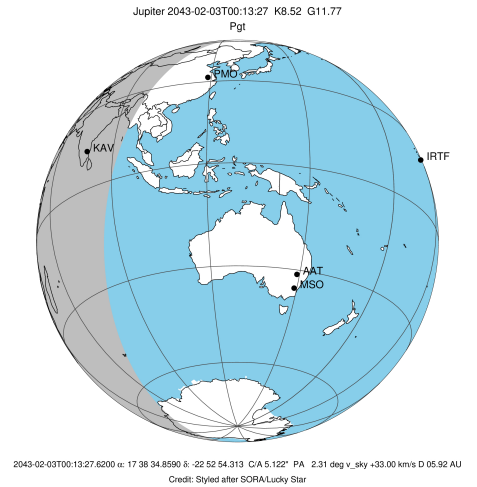 Jupiter 2043-02-03T00:13:27 K8.52 G11.77
Pgt
PMO
KAV
IRTF
AAT
MSO
2043-02-03T00:13:27.6200 α: 17 38 34.8590 δ: -22 52 54.313 C/A 5.122" PA 2.31 deg v_sky +33.00 km/s D 05.92 AU
Credit: Styled after SORA/Lucky Star